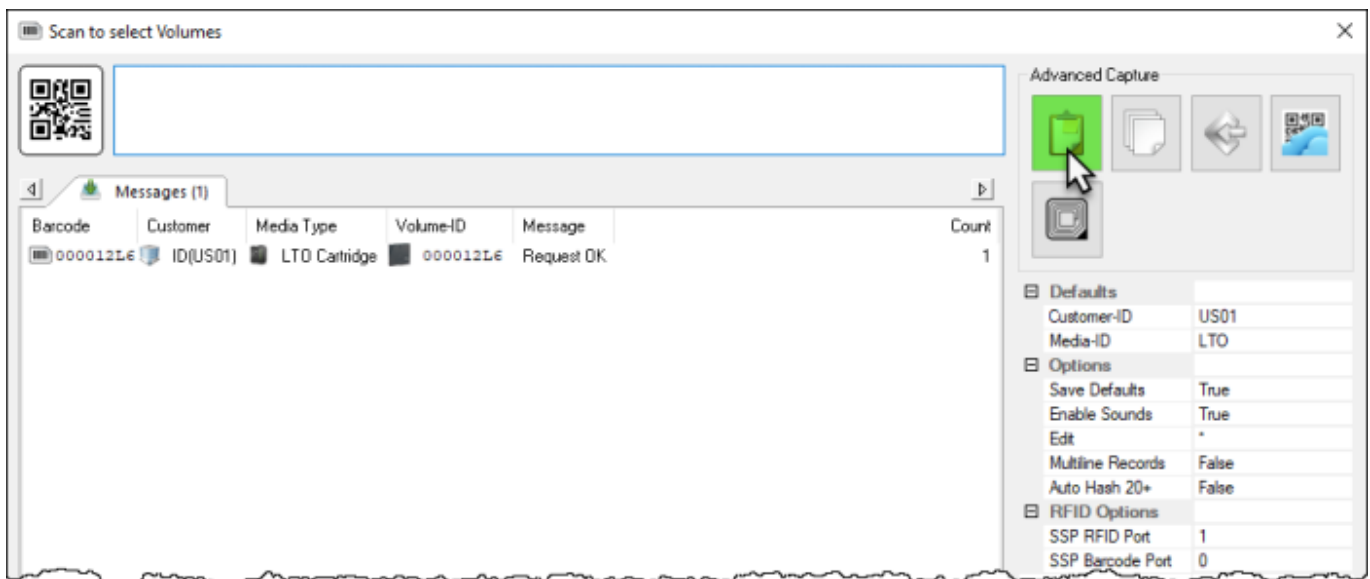 Scan to select Volumes
Advanced Capture
Messages (1)
Barcode Customer Media Type Volume-ID Message Count
000012L6 ID(US01) LTO Cartridge 000012L6 Request OK 1
Defaults
Customer-ID US01
Media-ID LTO
Options
Save Defaults True
Enable Sounds True
Edit *
Multiline Records False
Auto Hash 20+ False
RFID Options
SSP RFID Port 1
SSP Barcode Port 0